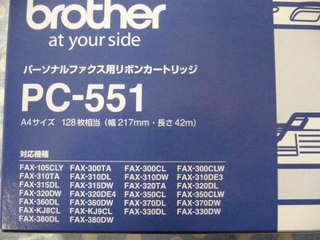 brother
at your side
パーソナルファクス用リボンカートリッジ
PC-551
A4サイズ 128枚相当（幅217mm・長さ42m）
対応機種
FAX-105CLY FAX-300TA FAX-300CL FAX-300CLW
FAX-310TA FAX-310DL FAX-310DW FAX-310DE3
FAX-315DL FAX-315DW FAX-320TA FAX-320DL
FAX-320DW FAX-320DE4 FAX-350CL FAX-350CLW
FAX-360DL FAX-360DW FAX-370DL FAX-370DW
FAX-KJ8CL FAX-KJ9CL FAX-330DL FAX-330DW
FAX-380DL FAX-380DW